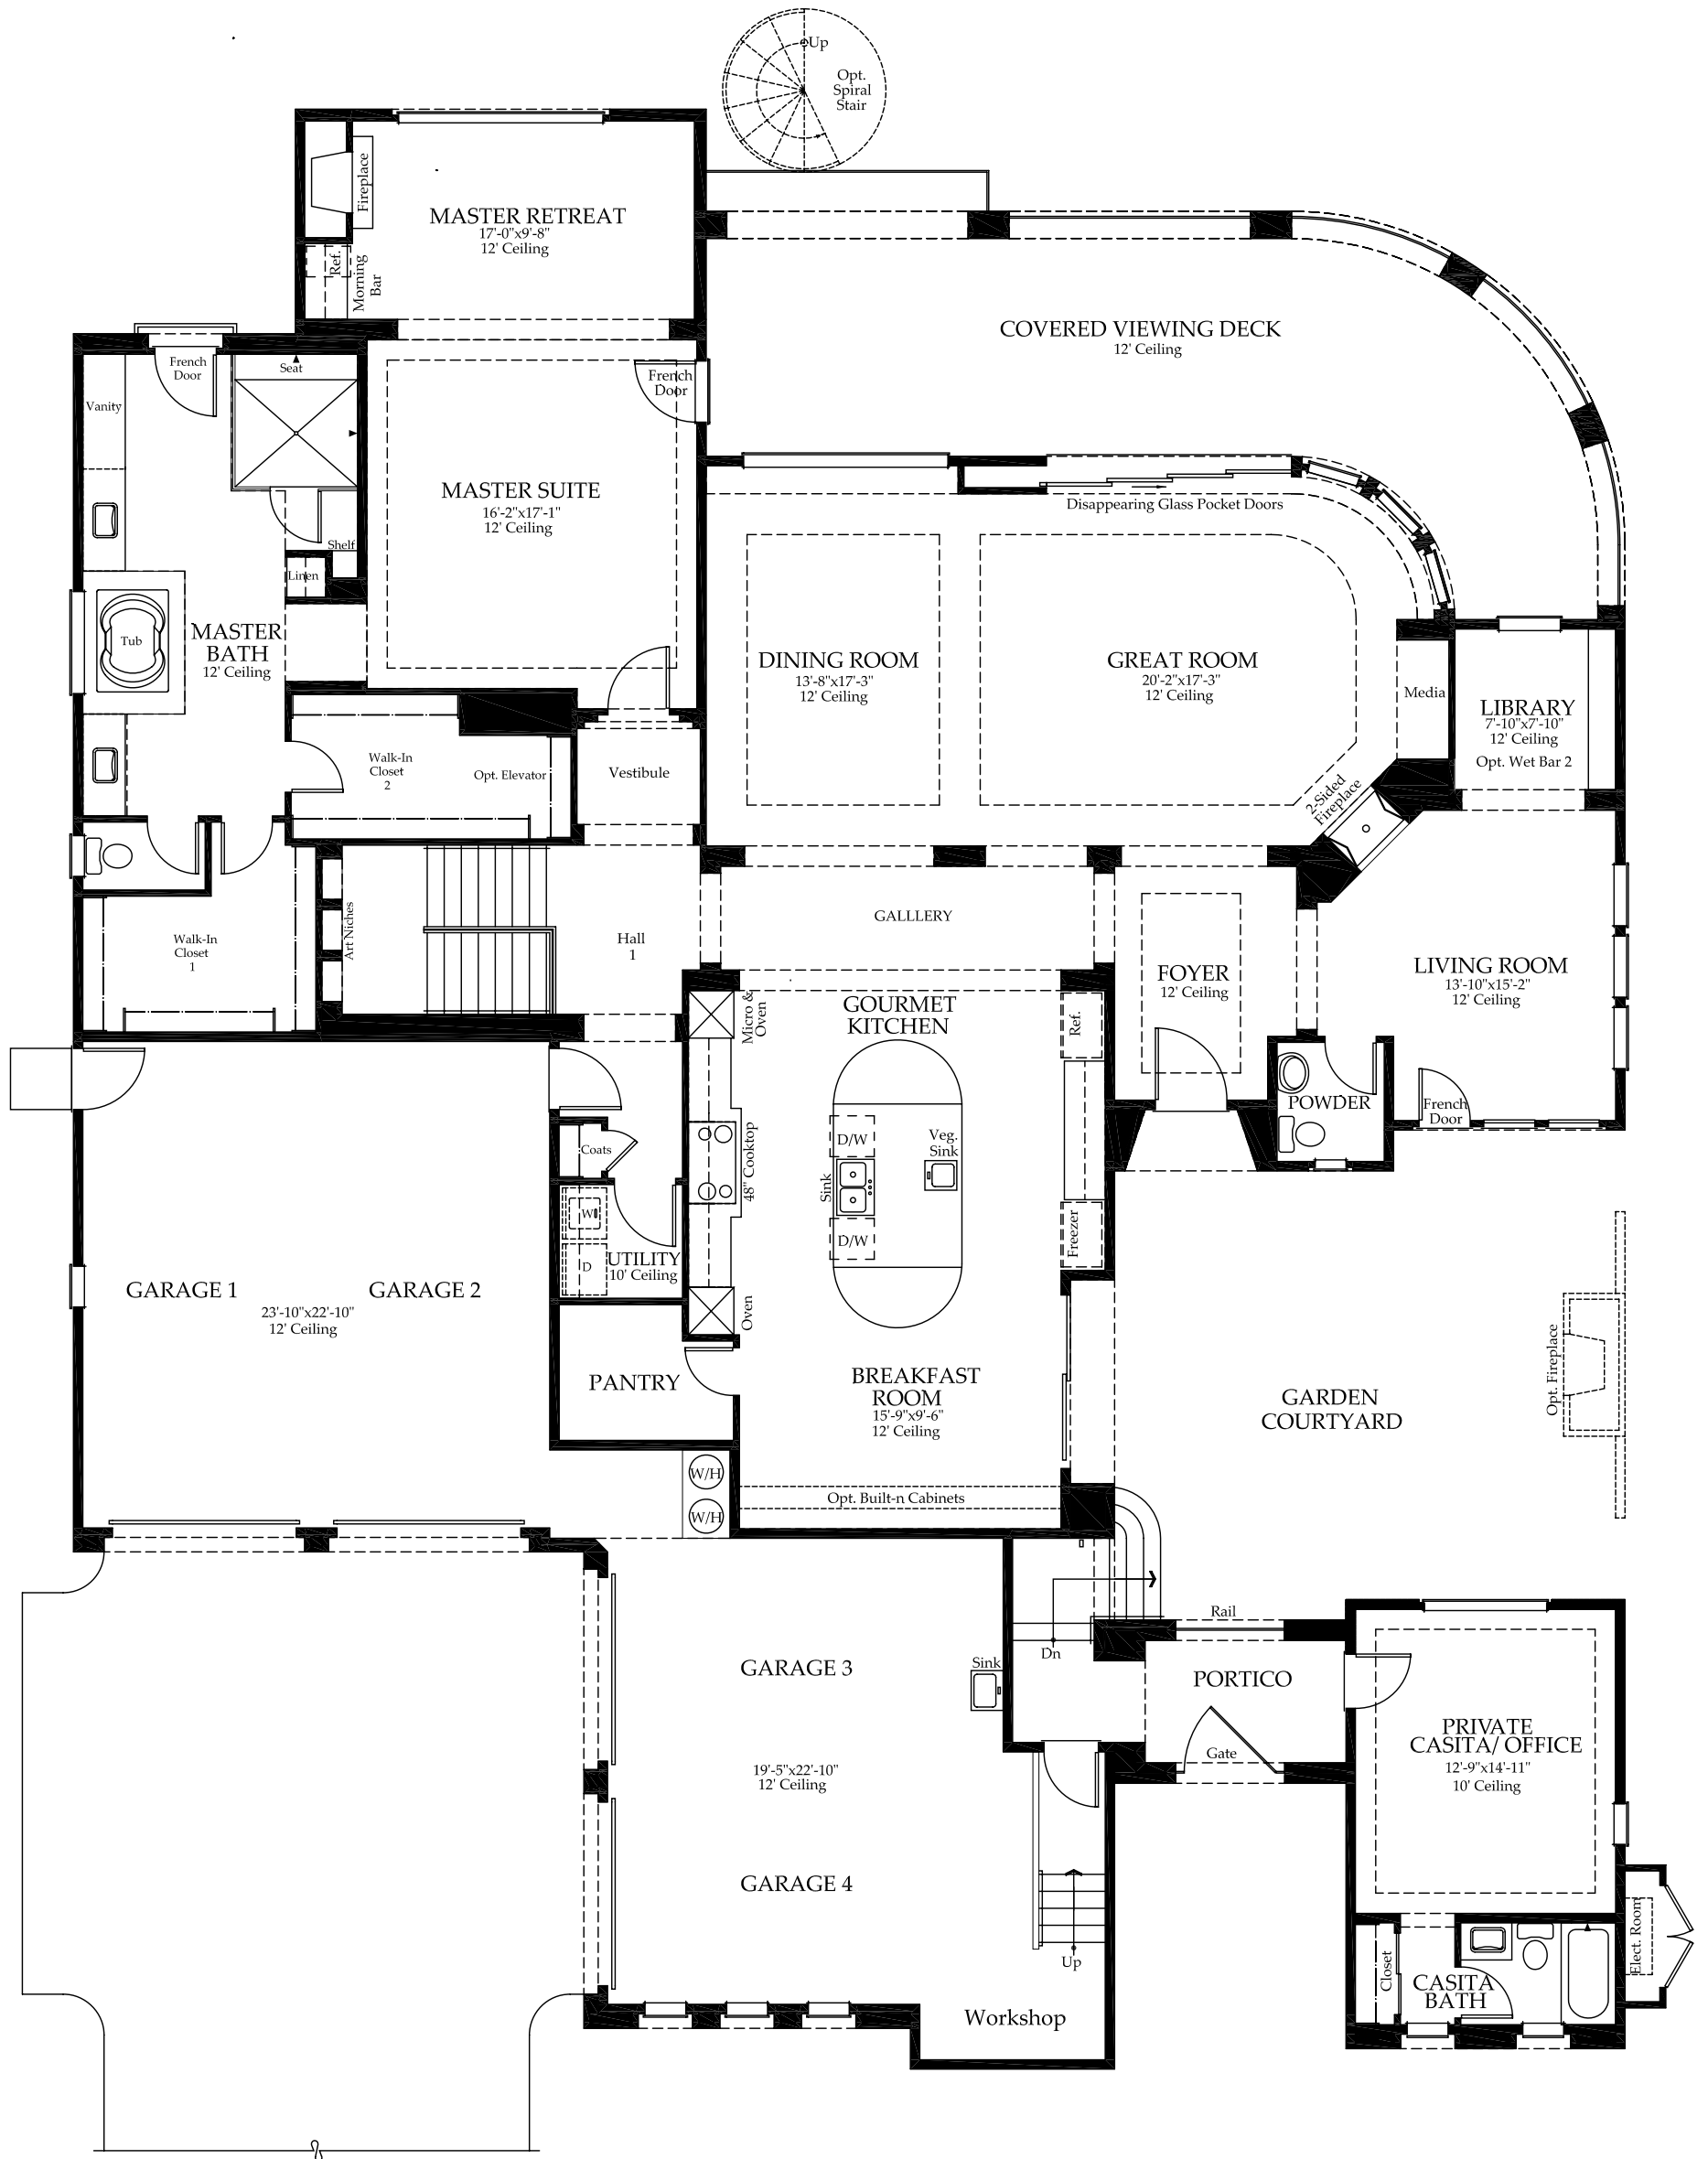 Up
Opt.
Spiral
Stair
Fireplace
MASTER RETREAT
17'-0"x9'-8"
12' Ceiling
Ref.
Morning
Bar
COVERED VIEWING DECK
12' Ceiling
French
Door
Seat
French
Door
Vanity
MASTER SUITE
16'-2"x17'-1"
12' Ceiling
Disappearing Glass Pocket Doors
Shelf
Linen
Tub
MASTER
BATH
12' Ceiling
DINING ROOM
13'-8"x17'-3"
12' Ceiling
GREAT ROOM
20'-2"x17'-3"
12' Ceiling
Media
LIBRARY
7'-10"x7'-10"
12' Ceiling
Opt. Wet Bar 2
Walk-In
Closet
2
Opt. Elevator
Vestibule
2-Sided
Fireplace
Art Niches
Walk-In
Closet
1
Hall
1
GALLLERY
FOYER
12' Ceiling
LIVING ROOM
13'-10"x15'-2"
12' Ceiling
Micro &
Oven
GOURMET
KITCHEN
Ref.
POWDER
French
Door
Coats
48" Cooktop
D/W
Sink
Veg.
Sink
D/W
Freezer
W
D
UTILITY
10' Ceiling
Oven
GARAGE 1
GARAGE 2
23'-10"x22'-10"
12' Ceiling
PANTRY
BREAKFAST
ROOM
15'-9"x9'-6"
12' Ceiling
GARDEN
COURTYARD
Opt. Fireplace
W/H
W/H
Opt. Built-n Cabinets
Rail
Dn
Sink
GARAGE 3
PORTICO
Gate
PRIVATE
CASITA/ OFFICE
12'-9"x14'-11"
10' Ceiling
19'-5"x22'-10"
12' Ceiling
GARAGE 4
Up
Workshop
Closet
CASITA
BATH
Elect. Room